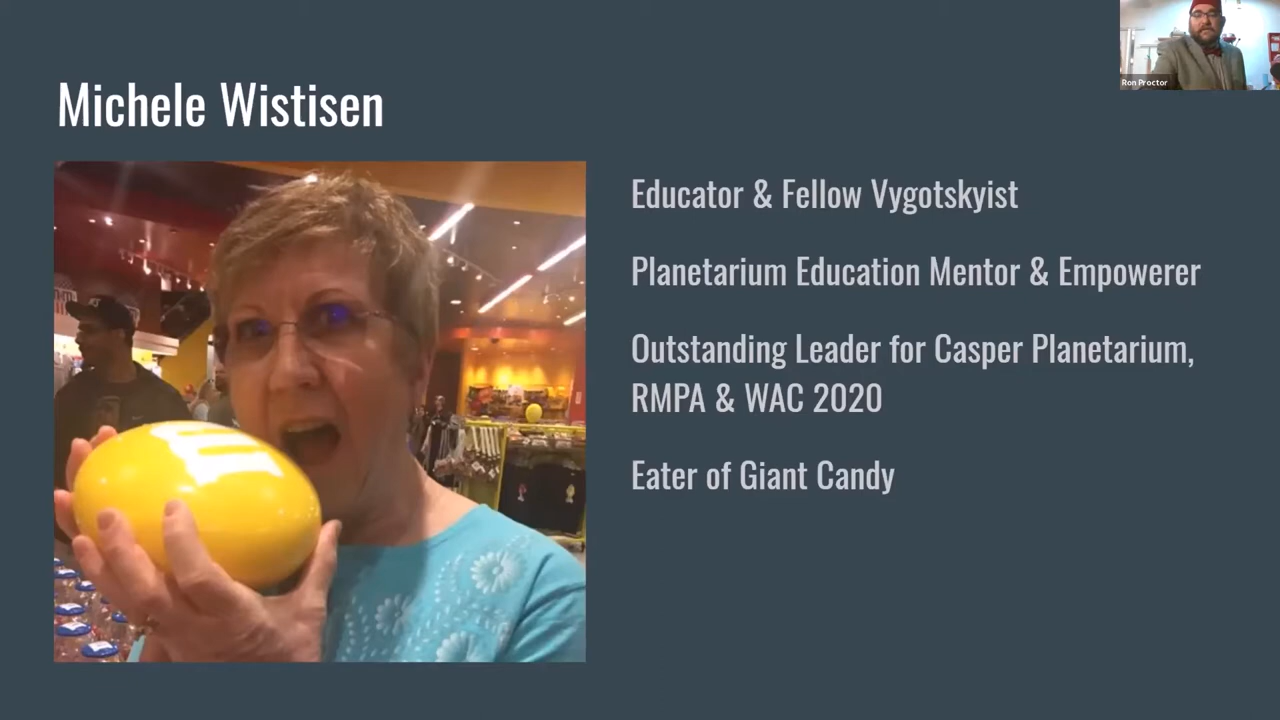 Ron Proctor
Michele Wistisen
Educator & Fellow Vygotskyist
Planetarium Education Mentor & Empowerer
Outstanding Leader for Casper Planetarium,
RMPA & WAC 2020
Eater of Giant Candy
m